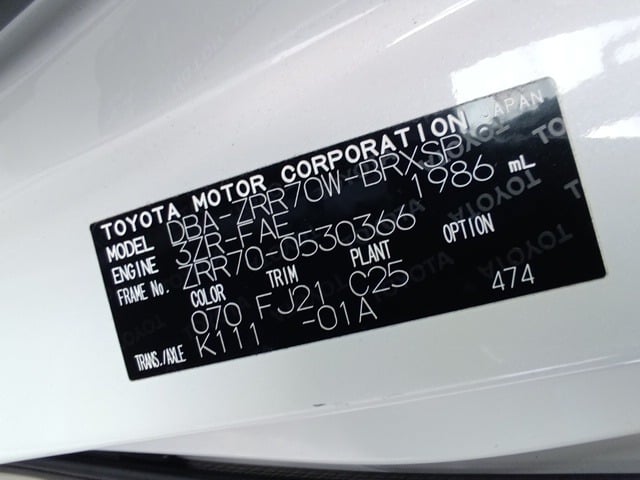 TOYOTA MOTOR CORPORATION JAPAN
MODEL DBA-ZRR70W-BRXSP
ENGINE 3ZR-FAE 1986 mL
FRAME No. ZRR70-0530366
COLOR TRIM PLANT OPTION
070 FJ21 C25 474
TRANS./AXLE K111 -01A